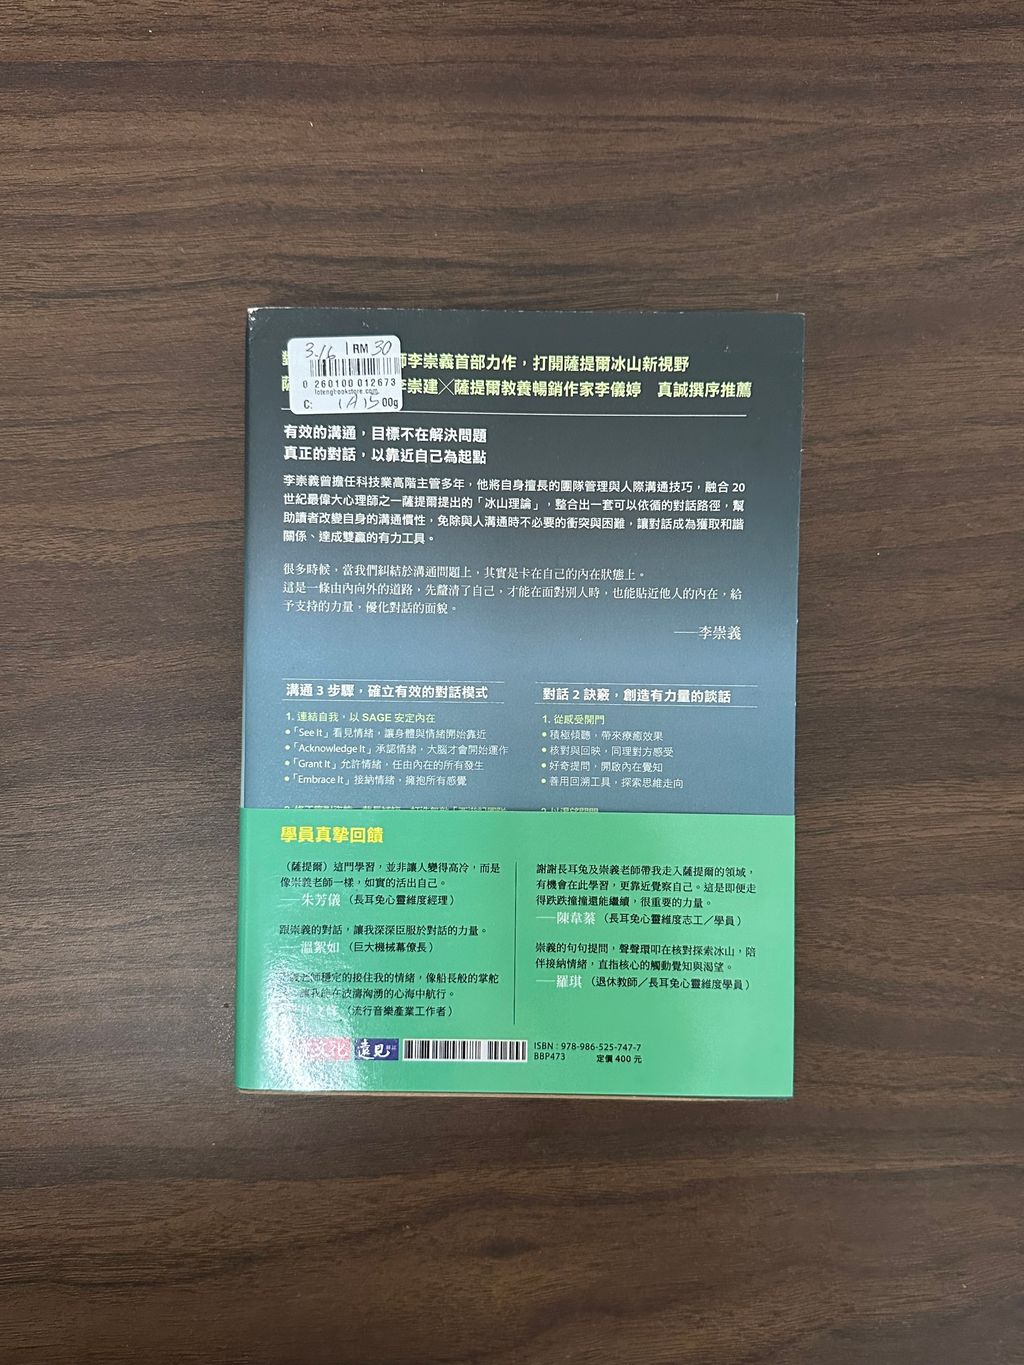 3.16 RM 30
0 260100 012673
lotengbookstore.com
C: 1A15 00g
師李崇義首部力作，打開薩提爾冰山新視野
李崇建╳薩提爾教養暢銷作家李儀婷 真誠撰序推薦
有效的溝通，目標不在解決問題
真正的對話，以靠近自己為起點
李崇義曾擔任科技業高階主管多年，他將自身擅長的團隊管理與人際溝通技巧，融合 20
世紀最偉大心理師之一薩提爾提出的「冰山理論」，整合出一套可以依循的對話路徑，幫
助讀者改變自身的溝通慣性，免除與人溝通時不必要的衝突與困難，讓對話成為獲取和諧
關係、達成雙贏的有力工具。
很多時候，當我們糾結於溝通問題上，其實是卡在自己的內在狀態上。
這是一條由內向外的道路，先釐清了自己，才能在面對別人時，也能貼近他人的內在，給
予支持的力量，優化對話的面貌。
——李崇義
溝通 3 步驟，確立有效的對話模式
1. 連結自我，以 SAGE 安定內在
●「See It」看見情緒，讓身體與情緒開始靠近
●「Acknowledge It」承認情緒，大腦才會開始運作
●「Grant It」允許情緒，任由內在的所有發生
●「Embrace It」接納情緒，擁抱所有感覺
對話 2 訣竅，創造有力量的談話
1. 從感受開門
●積極傾聽，帶來療癒效果
●核對與回映，同理對方感受
●好奇提問，開啟內在覺知
●善用回溯工具，探索思維走向
學員真摯回饋
（薩提爾）這門學習，並非讓人變得高冷，而是
像崇義老師一樣，如實的活出自己。
——朱芳儀（長耳兔心靈維度經理）
跟崇義的對話，讓我深深臣服於對話的力量。
——溫絮如（巨大機械幕僚長）
老師穩定的接住我的情緒，像船長般的掌舵
讓我能在波濤洶湧的心海中航行。
（流行音樂產業工作者）
謝謝長耳兔及崇義老師帶我走入薩提爾的領域，
有機會在此學習，更靠近覺察自己。這是即便走
得跌跌撞撞還能繼續，很重要的力量。
——陳韋蓁（長耳兔心靈維度志工／學員）
崇義的句句提問，聲聲環叩在核對探索冰山，陪
伴接納情緒，直指核心的觸動覺知與渴望。
——羅琪（退休教師／長耳兔心靈維度學員）
文化 遠見
ISBN：978-986-525-747-7
BBP473 定價 400 元